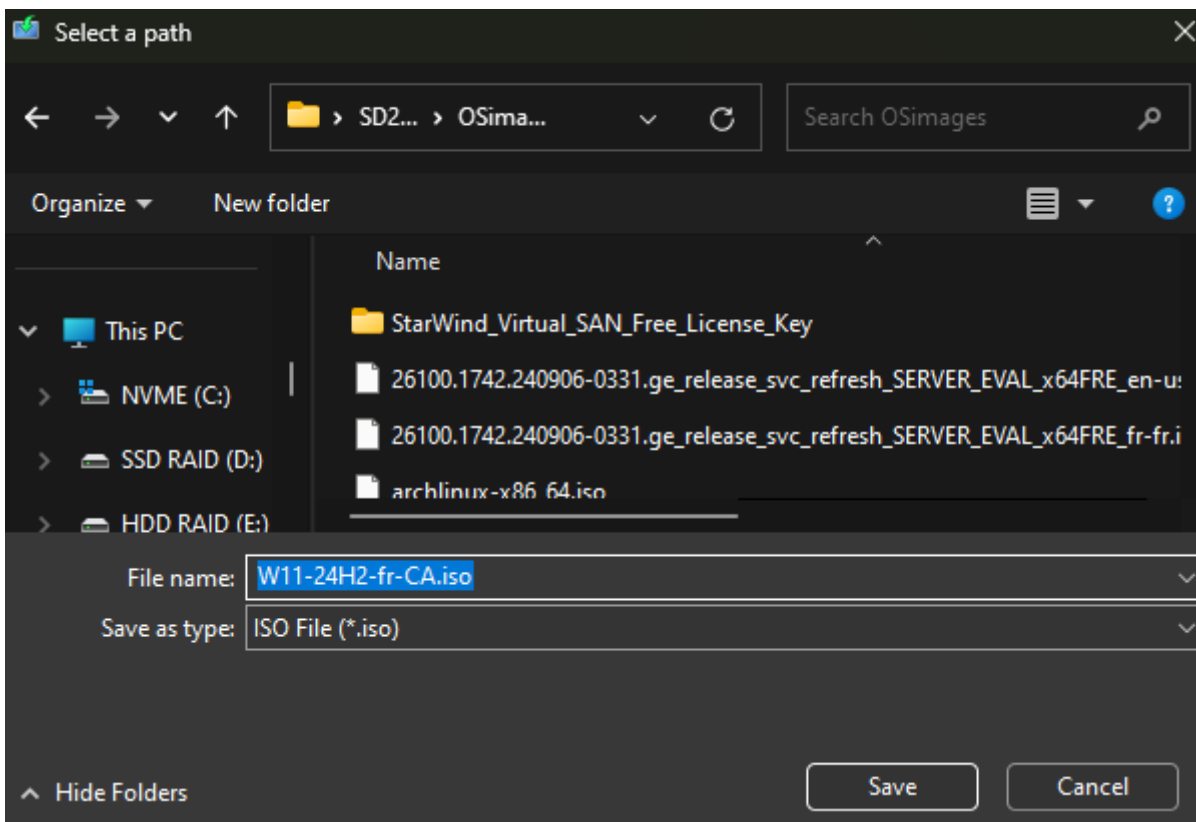 Select a path
SD2... > OSima...
Search OSimages
Organize
New folder
Name
This PC
NVME (C:)
SSD RAID (D:)
HDD RAID (E:)
StarWind_Virtual_SAN_Free_License_Key
26100.1742.240906-0331.ge_release_svc_refresh_SERVER_EVAL_x64FRE_en-u
26100.1742.240906-0331.ge_release_svc_refresh_SERVER_EVAL_x64FRE_fr-fr.i
archlinux-x86_64.iso
File name: W11-24H2-fr-CA.iso
Save as type: ISO File (*.iso)
Hide Folders
Save
Cancel